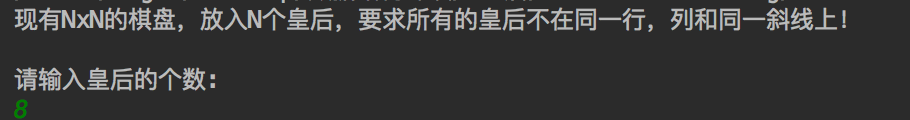 现有NxN的棋盘，放入N个皇后，要求所有的皇后不在同一行，列和同一斜线上！
请输入皇后的个数：
8